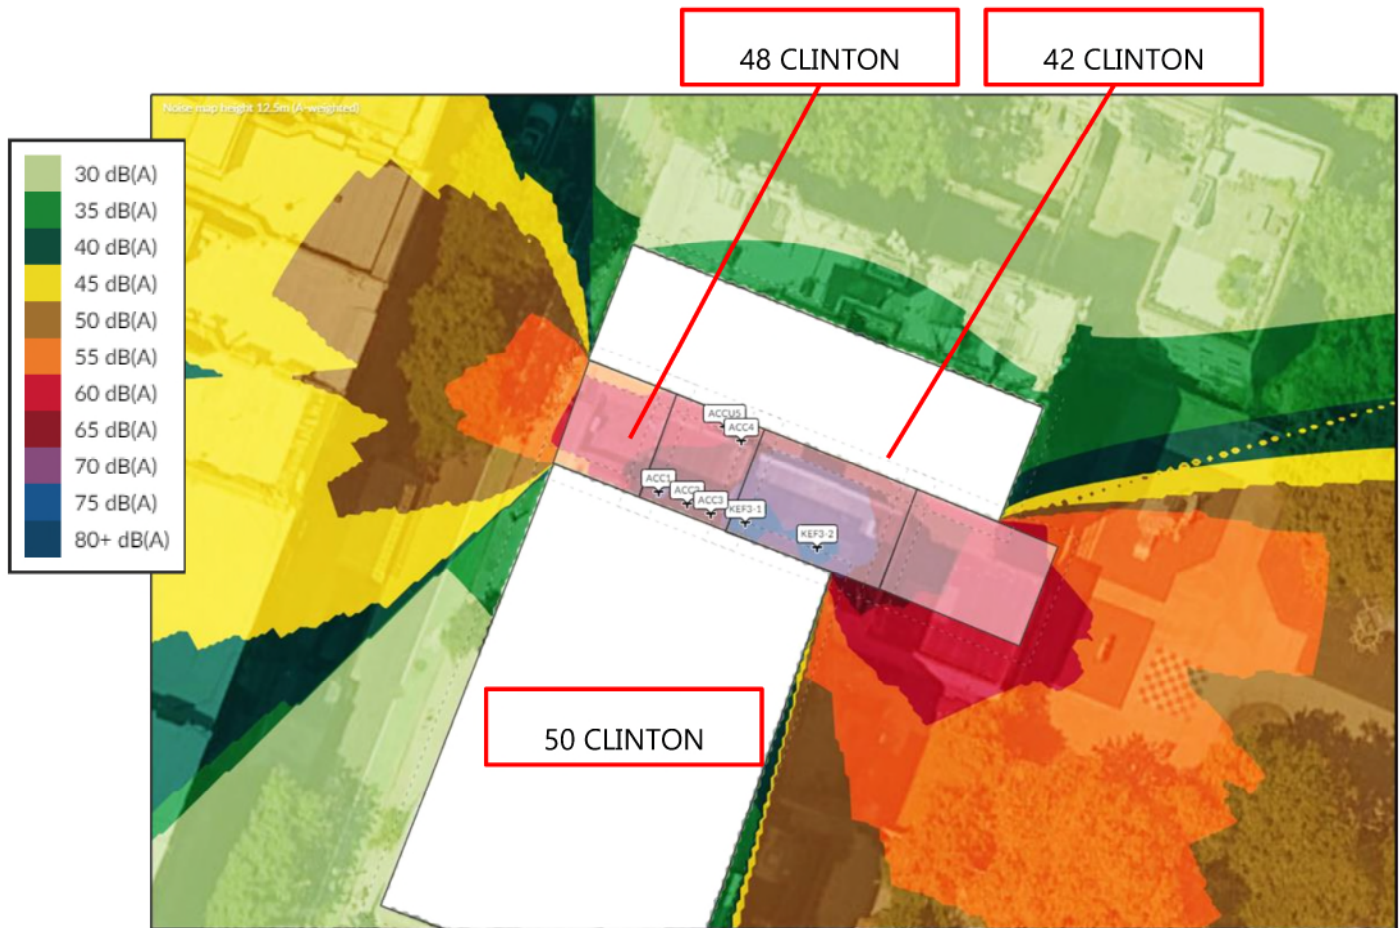 48 CLINTON
42 CLINTON
Noise map height 12.5m (A-weighted)
30 dB(A)
35 dB(A)
40 dB(A)
45 dB(A)
50 dB(A)
55 dB(A)
60 dB(A)
65 dB(A)
70 dB(A)
75 dB(A)
80+ dB(A)
ACCU5
ACC4
ACC1
ACC2
ACC3
KEF3-1
KEF3-2
50 CLINTON